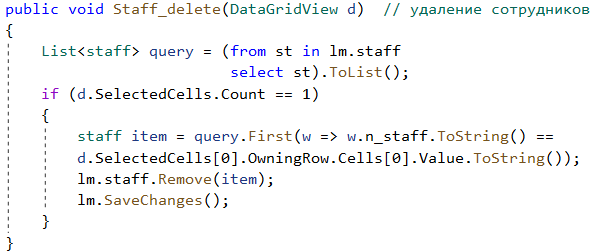 public void Staff_delete(DataGridView d)  // удаление сотрудников
{
    List<staff> query = (from st in lm.staff
                         select st).ToList();
    if (d.SelectedCells.Count == 1)
    {
        staff item = query.First(w => w.n_staff.ToString() ==
        d.SelectedCells[0].OwningRow.Cells[0].Value.ToString());
        lm.staff.Remove(item);
        lm.SaveChanges();
    }
}